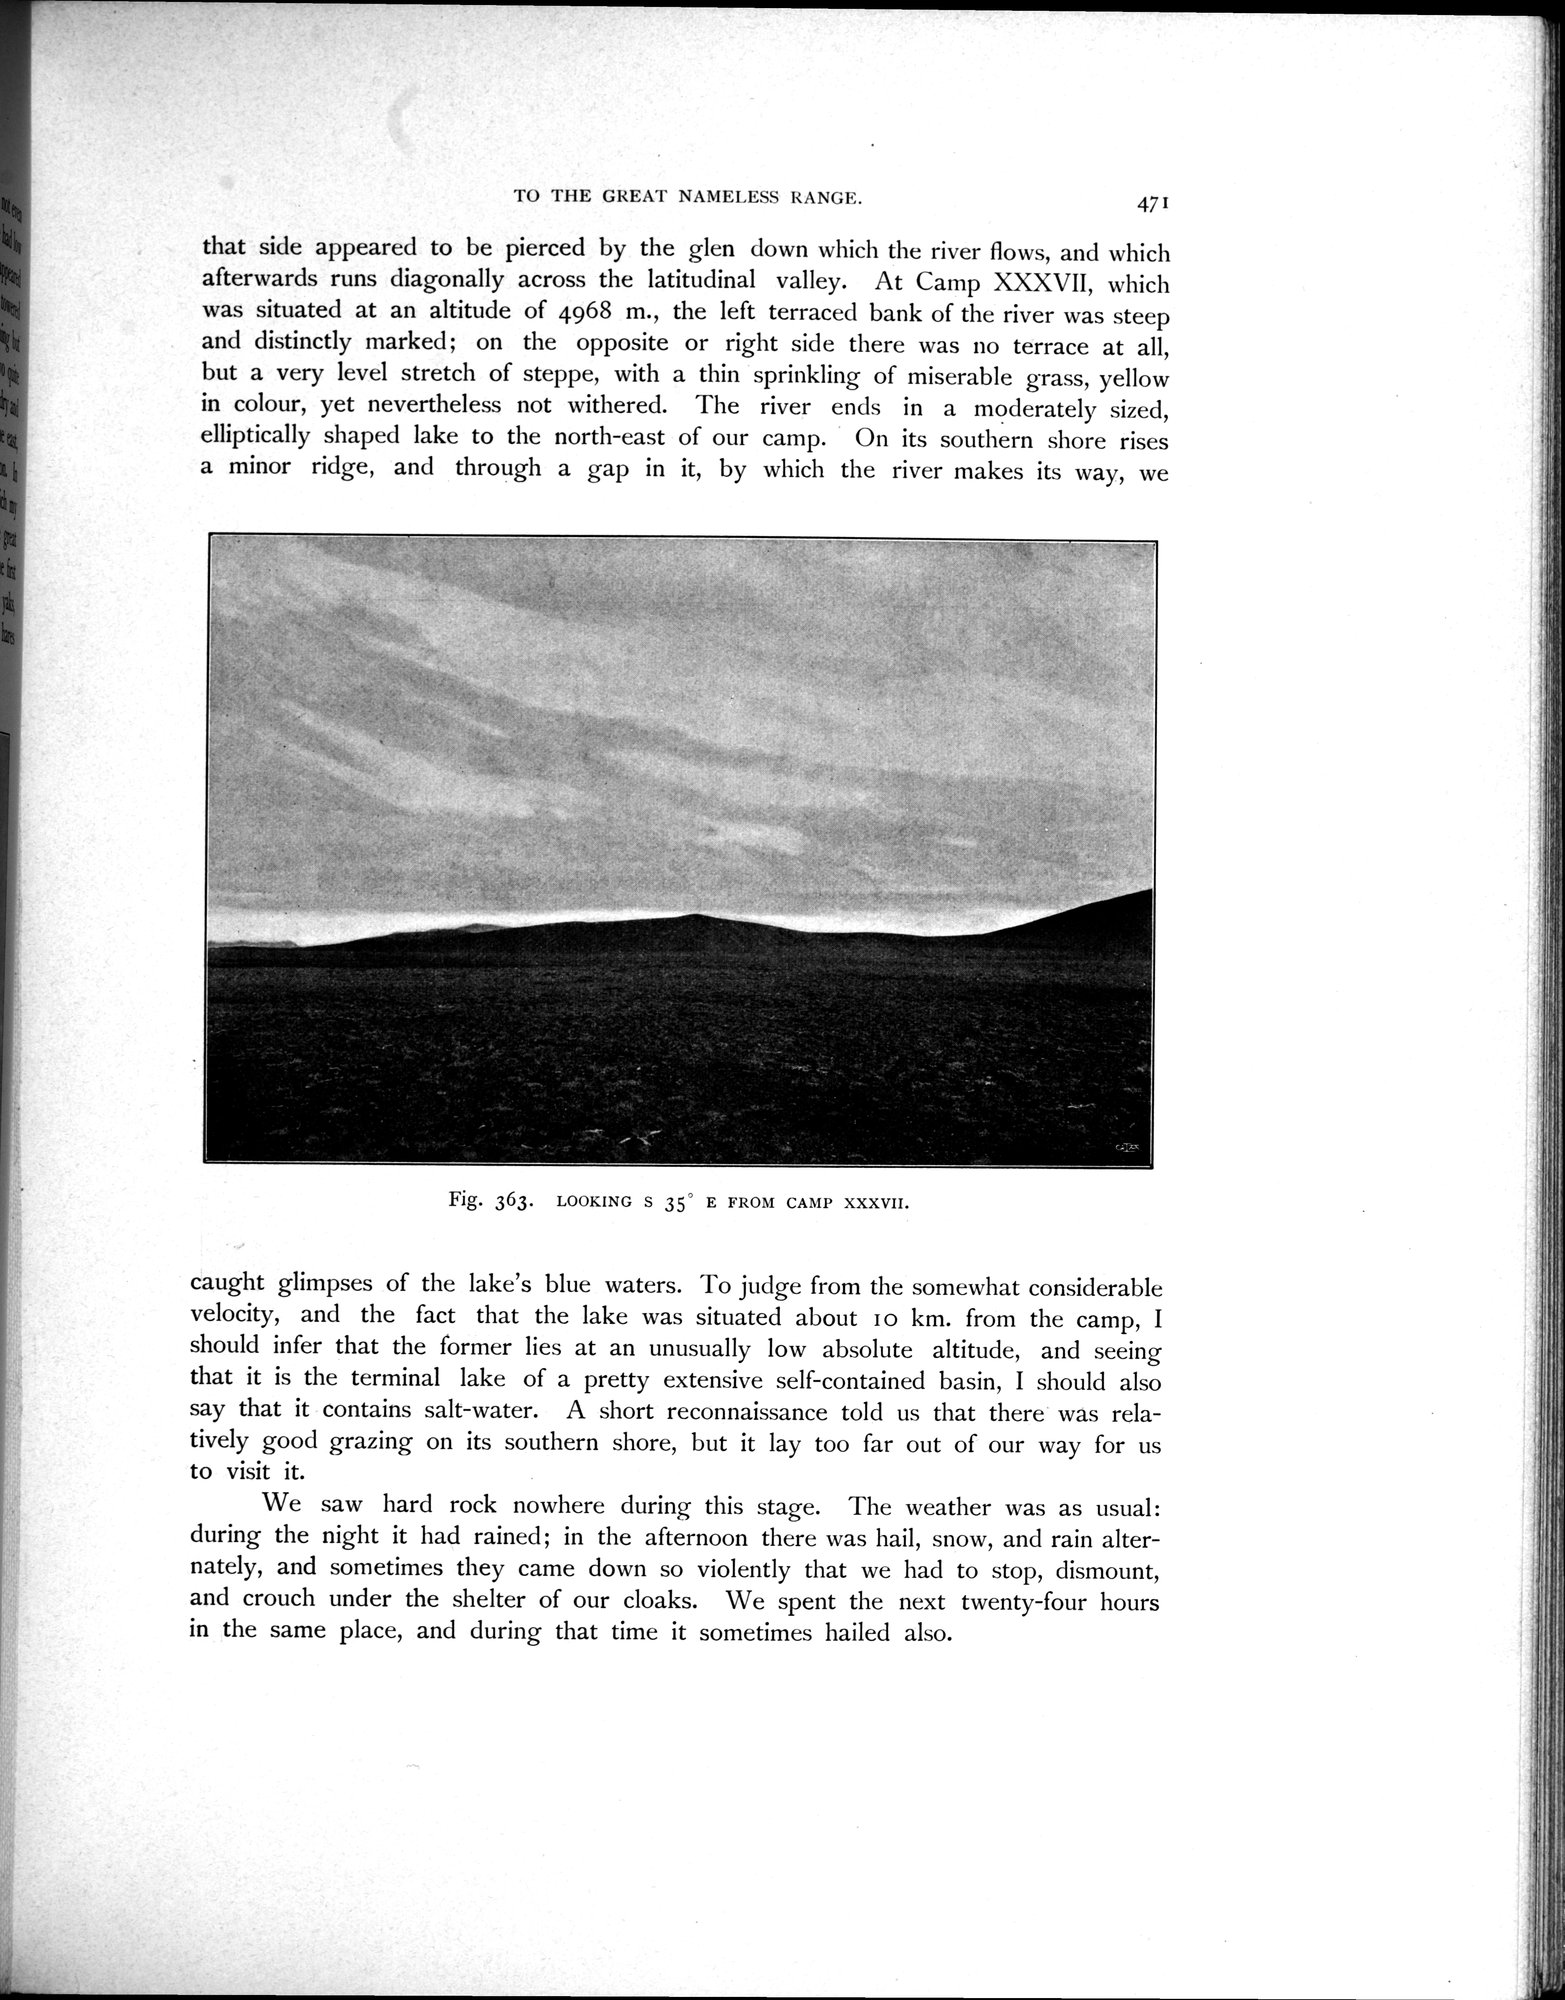 TO THE GREAT NAMELESS RANGE.
471
that side appeared to be pierced by the glen down which the river flows, and which
afterwards runs diagonally across the latitudinal valley. At Camp XXXVII, which
was situated at an altitude of 4968 m., the left terraced bank of the river was steep
and distinctly marked; on the opposite or right side there was no terrace at all,
but a very level stretch of steppe, with a thin sprinkling of miserable grass, yellow
in colour, yet nevertheless not withered. The river ends in a moderately sized,
elliptically shaped lake to the north-east of our camp. On its southern shore rises
a minor ridge, and through a gap in it, by which the river makes its way, we
Fig. 363. LOOKING S 35° E FROM CAMP XXXVII.
caught glimpses of the lake's blue waters. To judge from the somewhat considerable
velocity, and the fact that the lake was situated about 10 km. from the camp, I
should infer that the former lies at an unusually low absolute altitude, and seeing
that it is the terminal lake of a pretty extensive self-contained basin, I should also
say that it contains salt-water. A short reconnaissance told us that there was rela-
tively good grazing on its southern shore, but it lay too far out of our way for us
to visit it.
We saw hard rock nowhere during this stage. The weather was as usual:
during the night it had rained; in the afternoon there was hail, snow, and rain alter-
nately, and sometimes they came down so violently that we had to stop, dismount,
and crouch under the shelter of our cloaks. We spent the next twenty-four hours
in the same place, and during that time it sometimes hailed also.